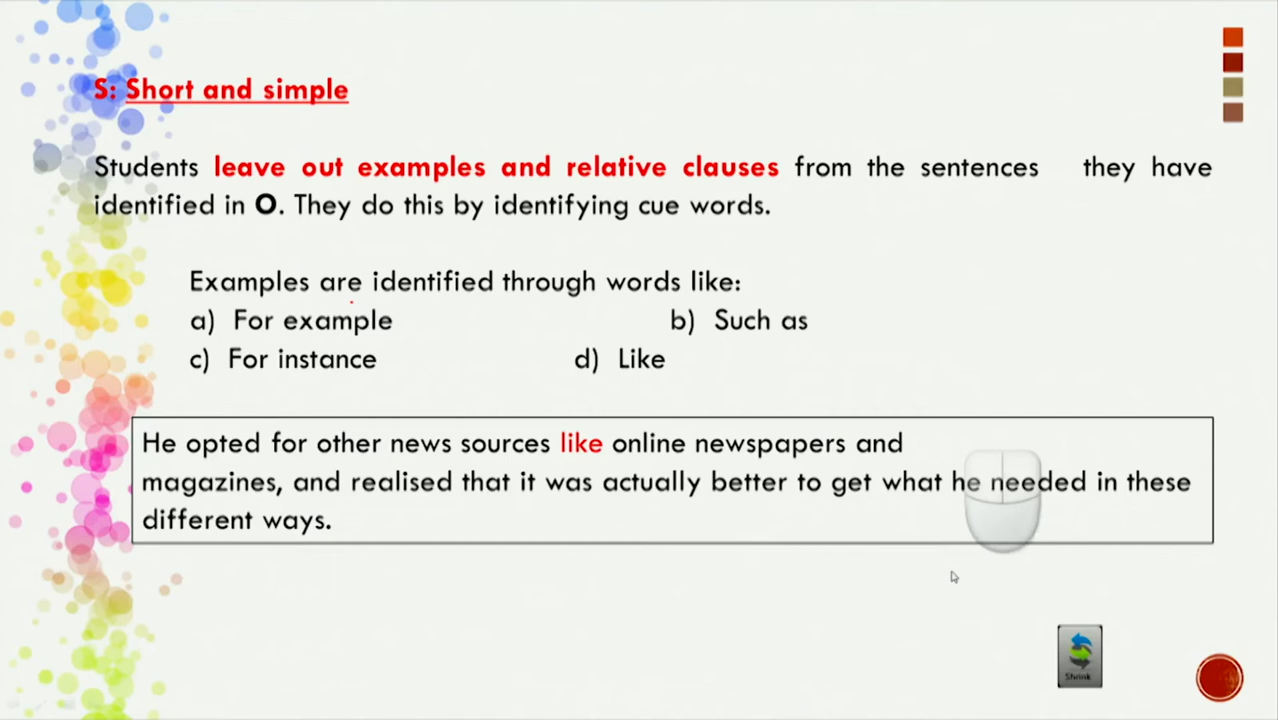 S: Short and simple
Students leave out examples and relative clauses from the sentences they have
identified in O. They do this by identifying cue words.
Examples are identified through words like:
a) For example b) Such as
c) For instance d) Like
He opted for other news sources like online newspapers and
magazines, and realised that it was actually better to get what he needed in these
different ways.
Shrink